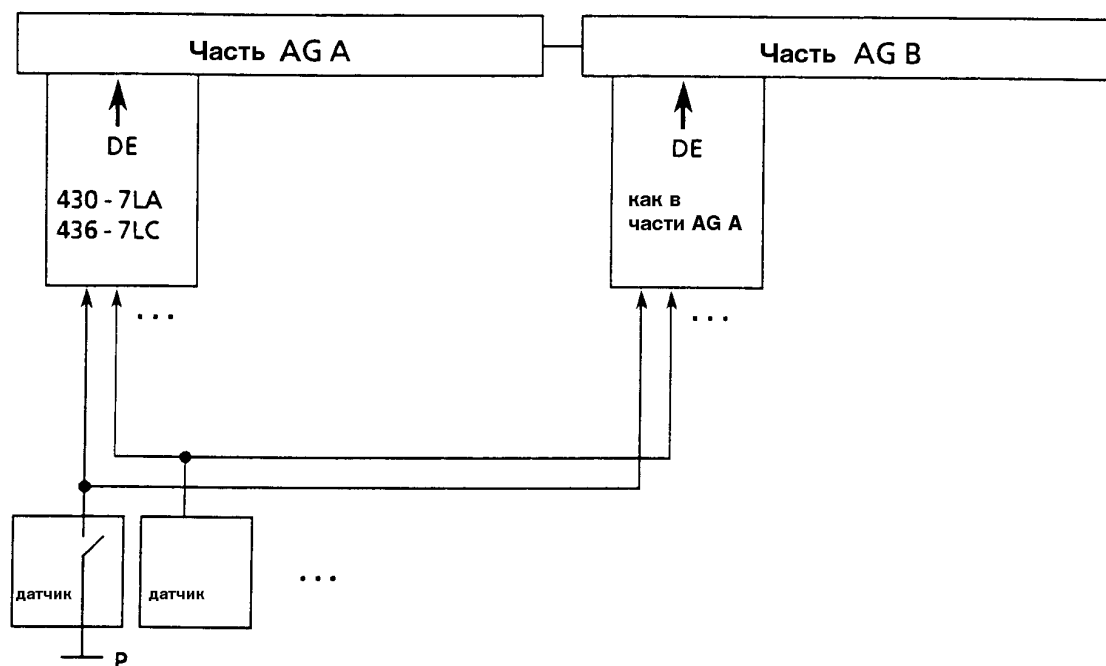 Часть AG A
Часть AG B
DE
430 - 7LA
436 - 7LC
DE
как в
части AG A
...
...
датчик
датчик
...
P